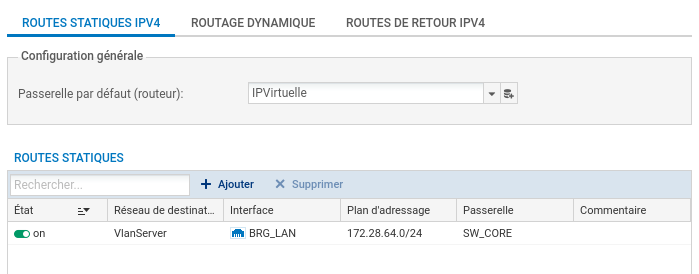 ROUTES STATIQUES IPV4 ROUTAGE DYNAMIQUE ROUTES DE RETOUR IPV4
Configuration générale
Passerelle par défaut (routeur): IPVirtuelle
ROUTES STATIQUES
Rechercher... Ajouter Supprimer
État Réseau de destinat... Interface Plan d'adressage Passerelle Commentaire
on VlanServer BRG_LAN 172.28.64.0/24 SW_CORE